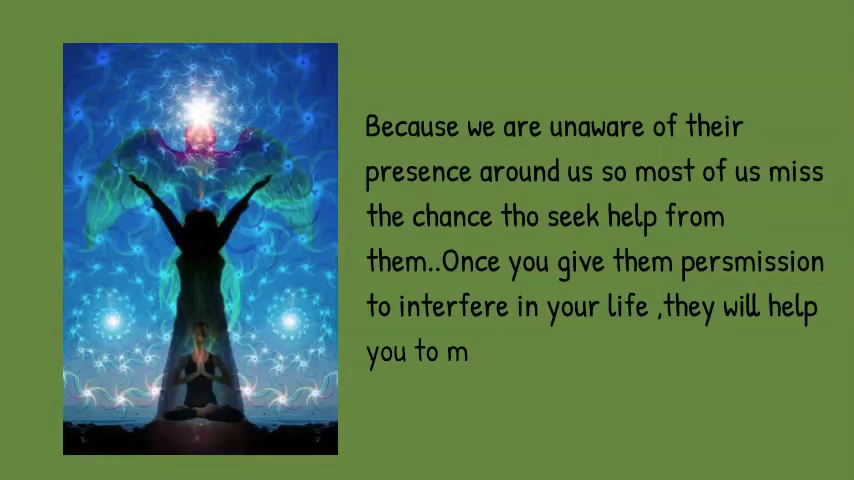 Because we are unaware of their
presence around us so most of us miss
the chance tho seek help from
them..Once you give them persmission
to interfere in your life ,they will help
you to m